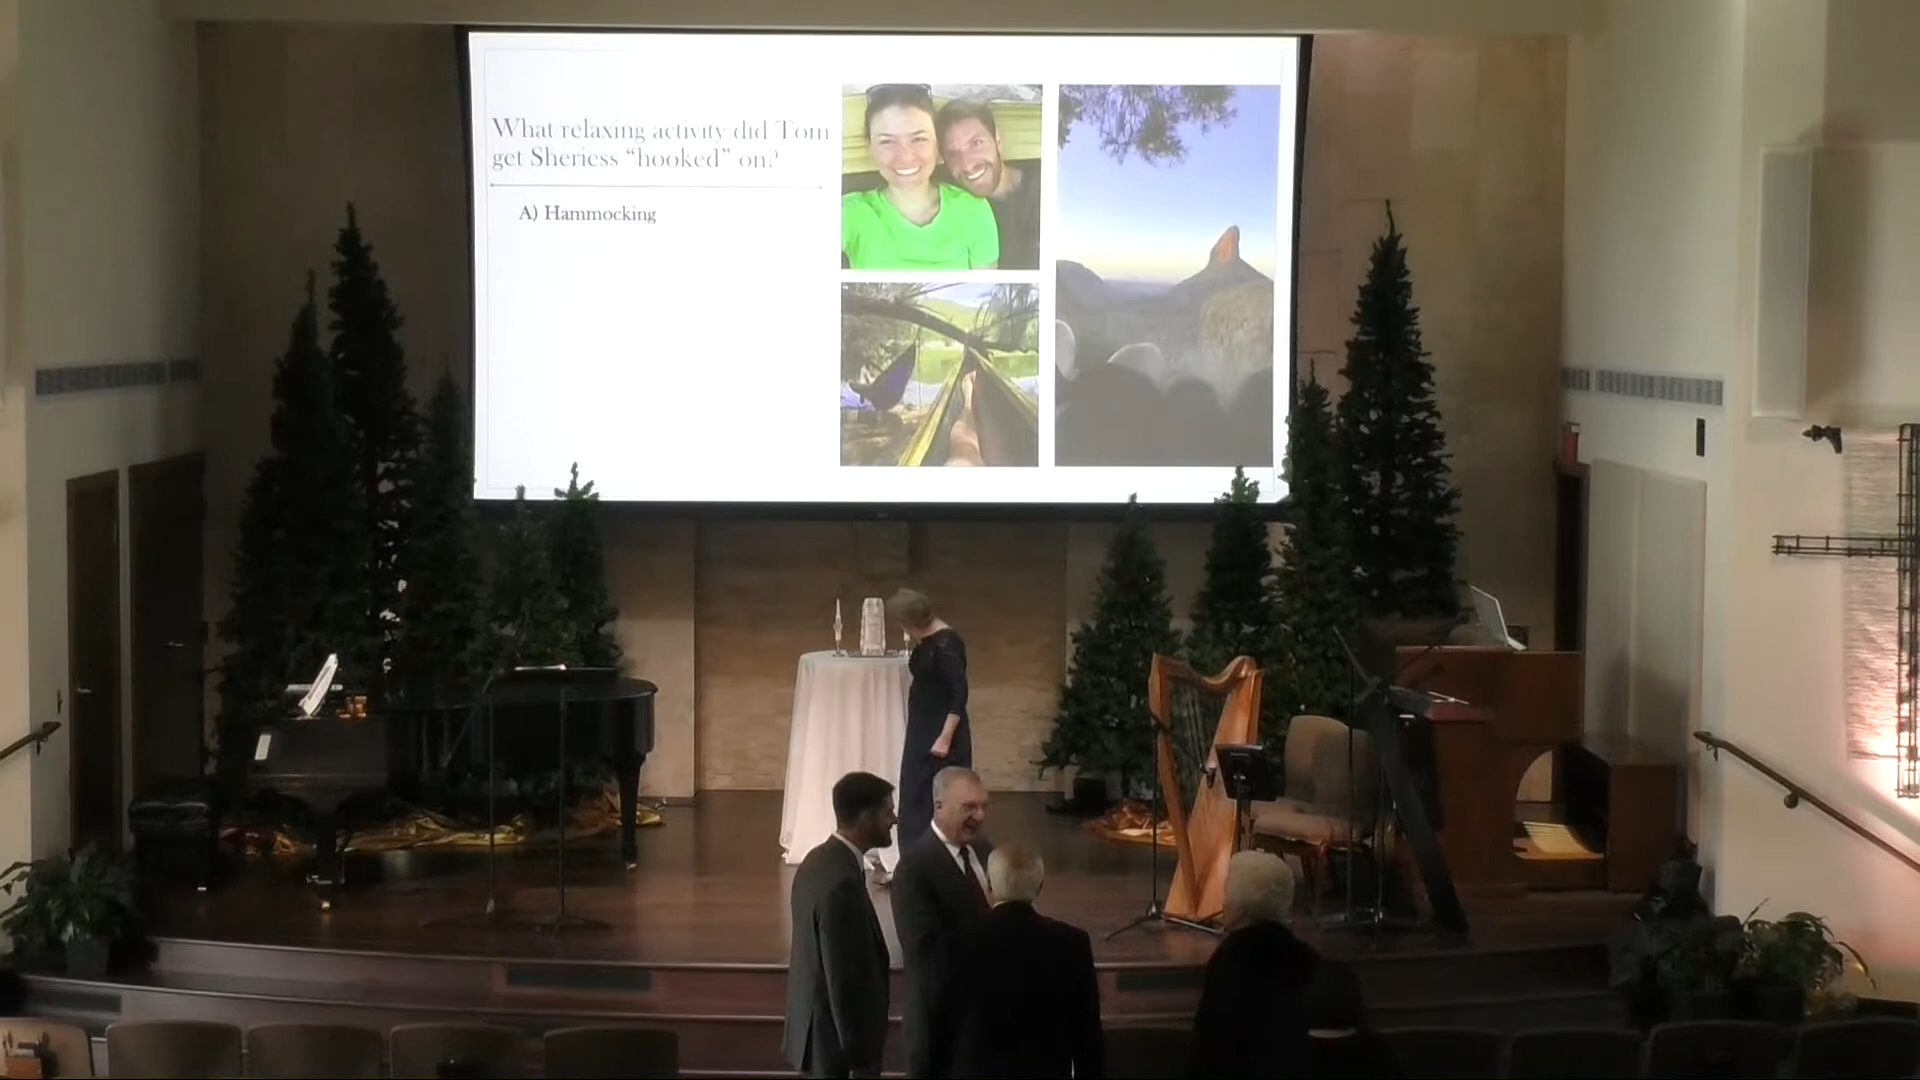 What relaxing activity did Tom
get Sheriess “hooked” on?
A) Hammocking